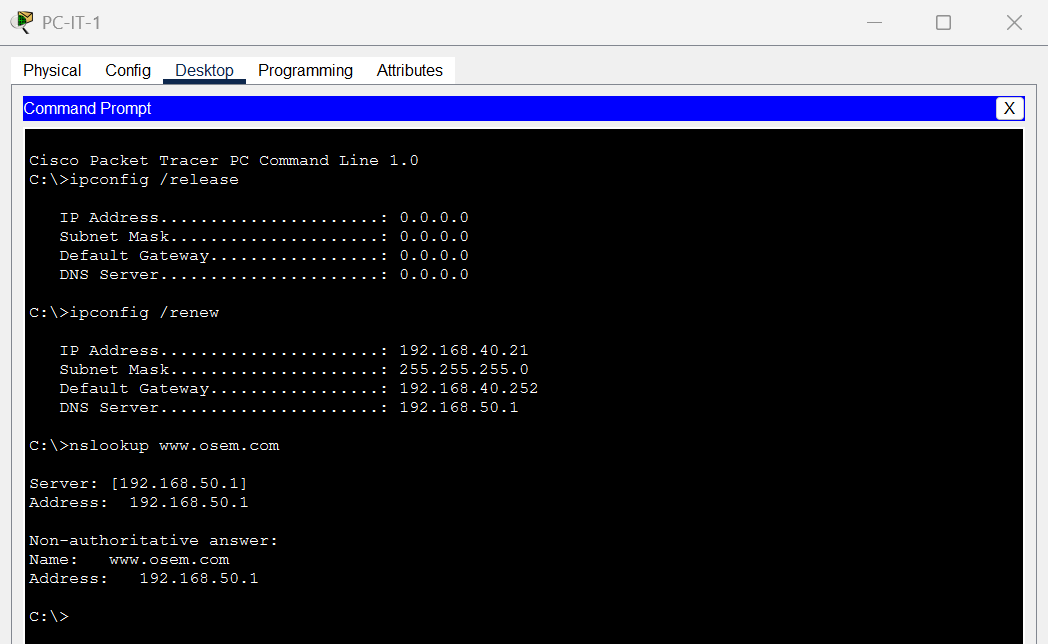 PC-IT-1
Physical Config Desktop Programming Attributes
Command Prompt X
Cisco Packet Tracer PC Command Line 1.0
C:\>ipconfig /release
IP Address......................: 0.0.0.0
Subnet Mask.....................: 0.0.0.0
Default Gateway.................: 0.0.0.0
DNS Server......................: 0.0.0.0
C:\>ipconfig /renew
IP Address......................: 192.168.40.21
Subnet Mask.....................: 255.255.255.0
Default Gateway.................: 192.168.40.252
DNS Server......................: 192.168.50.1
C:\>nslookup www.osem.com
Server: [192.168.50.1]
Address:  192.168.50.1
Non-authoritative answer:
Name:   www.osem.com
Address:   192.168.50.1
C:\>